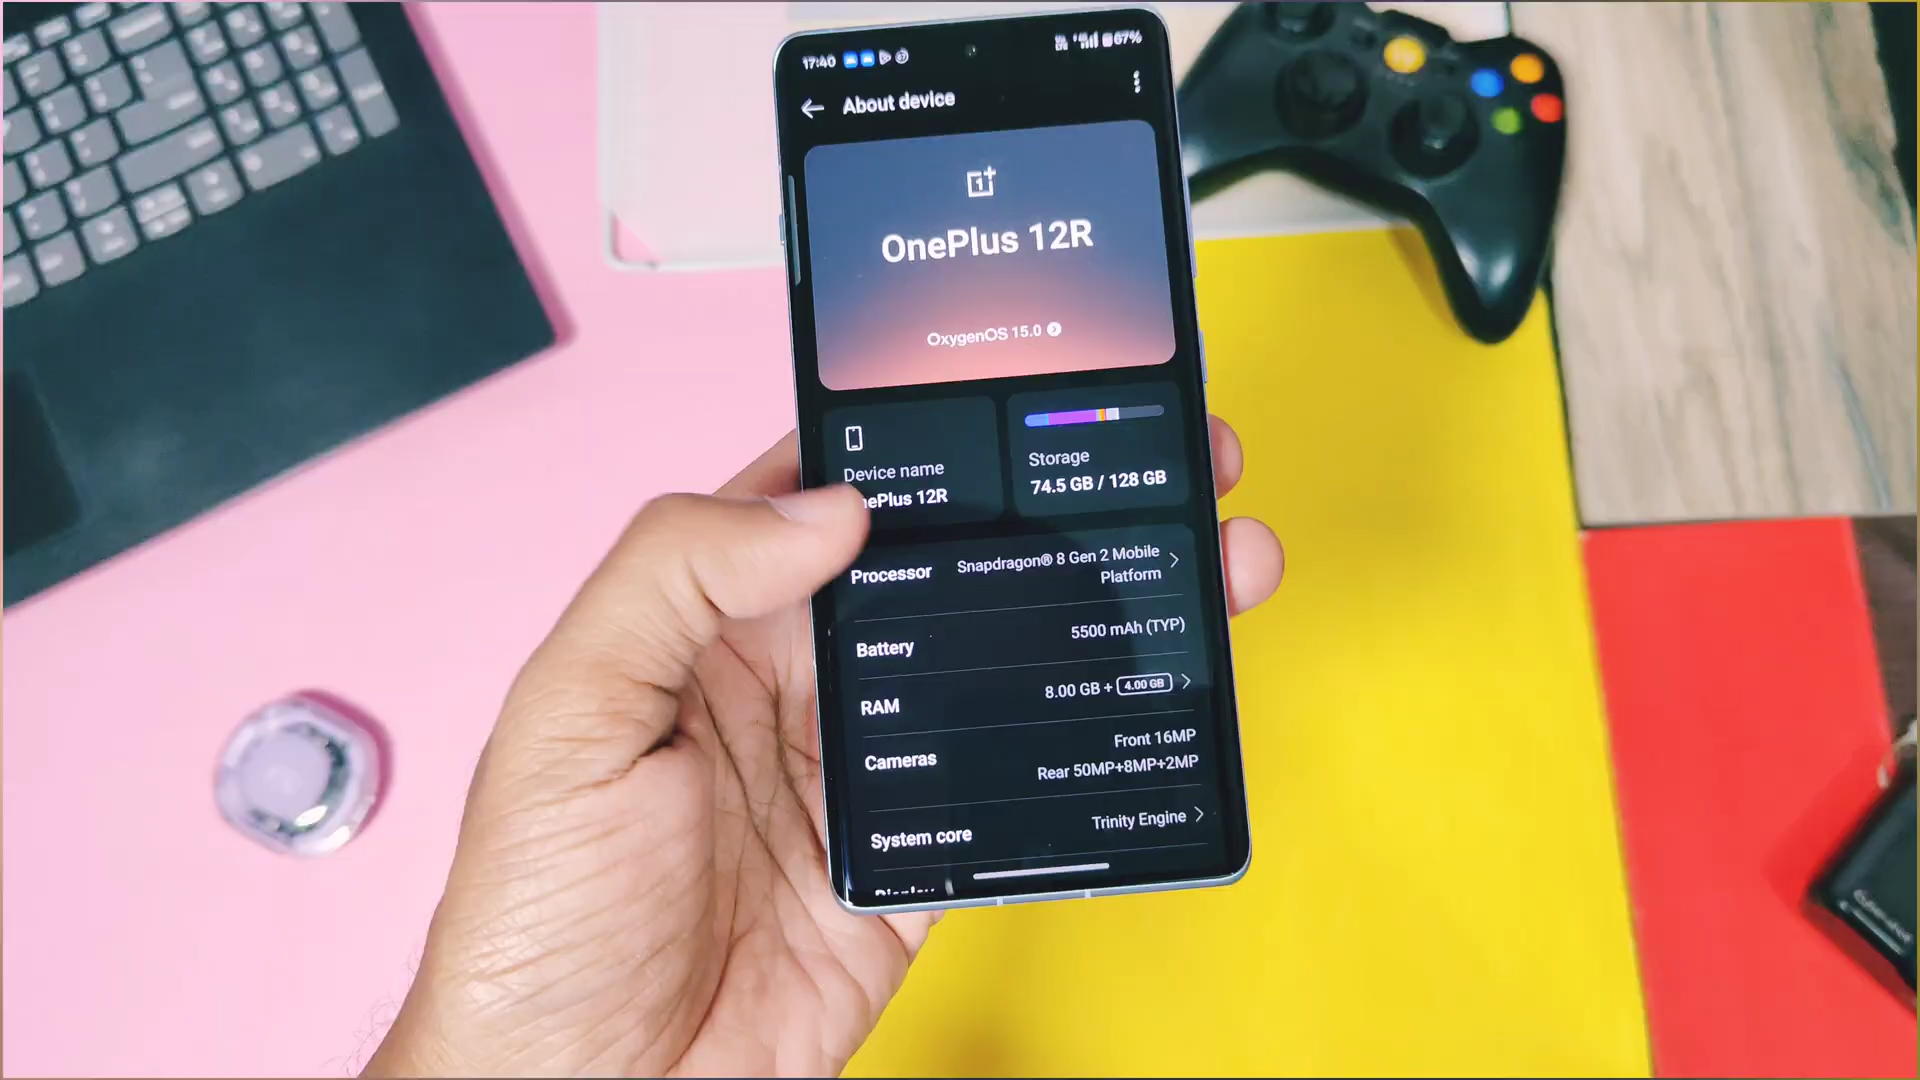 17:40
67%
About device
OnePlus 12R
OxygenOS 15.0
Device name
nePlus 12R
Storage
74.5 GB / 128 GB
Processor
Snapdragon® 8 Gen 2 Mobile
Platform
Battery
5500 mAh (TYP)
RAM
8.00 GB + 4.00 GB
Cameras
Front 16MP
Rear 50MP+8MP+2MP
System core
Trinity Engine
Display